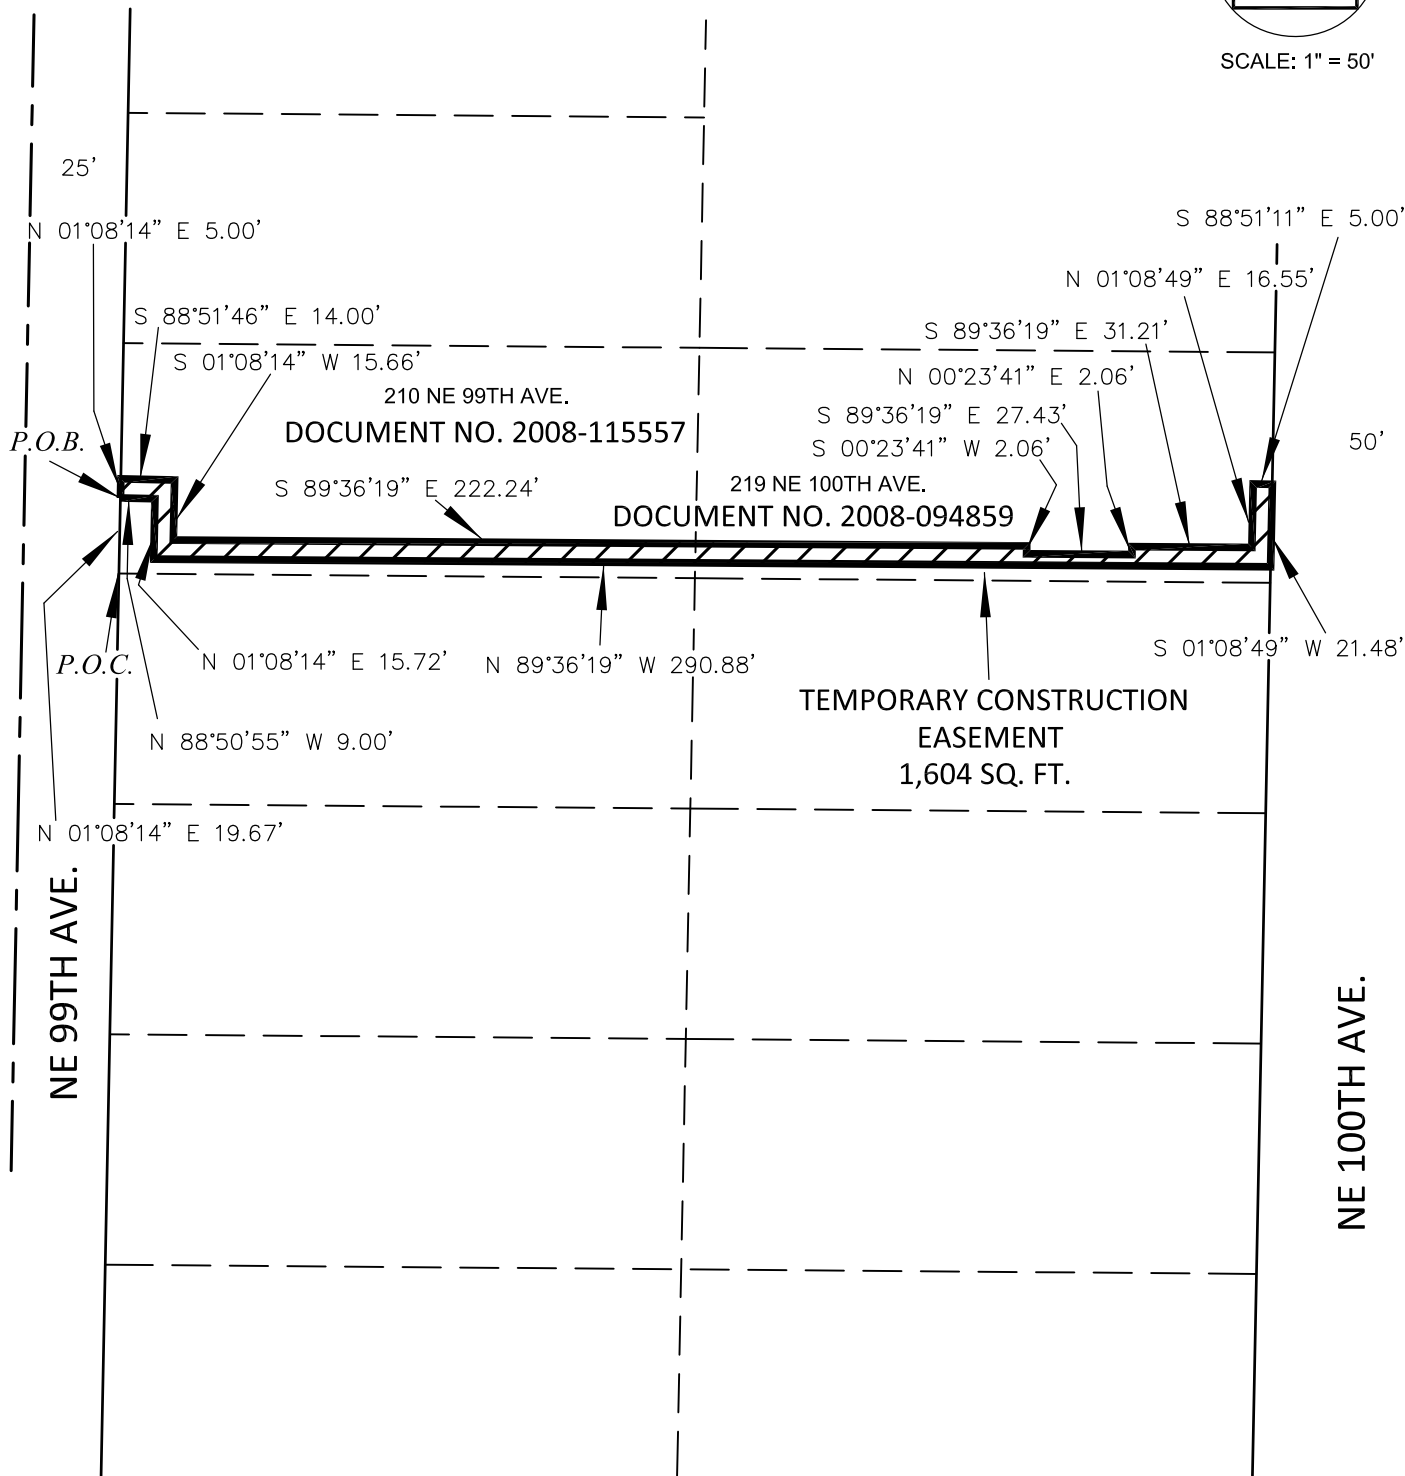 SCALE: 1" = 50'
25’
N 01°08’14” E 5.00’
S 88°51’11” E 5.00’
N 01°08’49” E 16.55’
S 88°51’46” E 14.00’
S 89°36’19” E 31.21’
S 01°08’14” W 15.66’
N 00°23’41” E 2.06’
210 NE 99TH AVE.
DOCUMENT NO. 2008-115557
S 89°36’19” E 27.43’
P.O.B.
S 00°23’41” W 2.06’
50’
S 89°36’19” E 222.24’
219 NE 100TH AVE.
DOCUMENT NO. 2008-094859
P.O.C.
N 01°08’14” E 15.72’
N 89°36’19” W 290.88’
S 01°08’49” W 21.48’
TEMPORARY CONSTRUCTION
EASEMENT
1,604 SQ. FT.
N 88°50’55” W 9.00’
N 01°08’14” E 19.67’
NE 99TH AVE.
NE 100TH AVE.